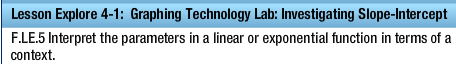 Lesson Explore 4-1:  Graphing Technology Lab: Investigating Slope-Intercept
F.LE.5 Interpret the parameters in a linear or exponential function in terms of a
context.